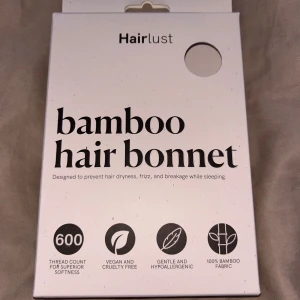 Hairlust
bamboo
hair bonnet
Designed to prevent hair dryness, frizz, and breakage while sleeping.
600
THREAD COUNT
FOR SUPERIOR
SOFTNESS
VEGAN AND
CRUELTY FREE
GENTLE AND
HYPOALLERGENIC
100% BAMBOO
FABRIC